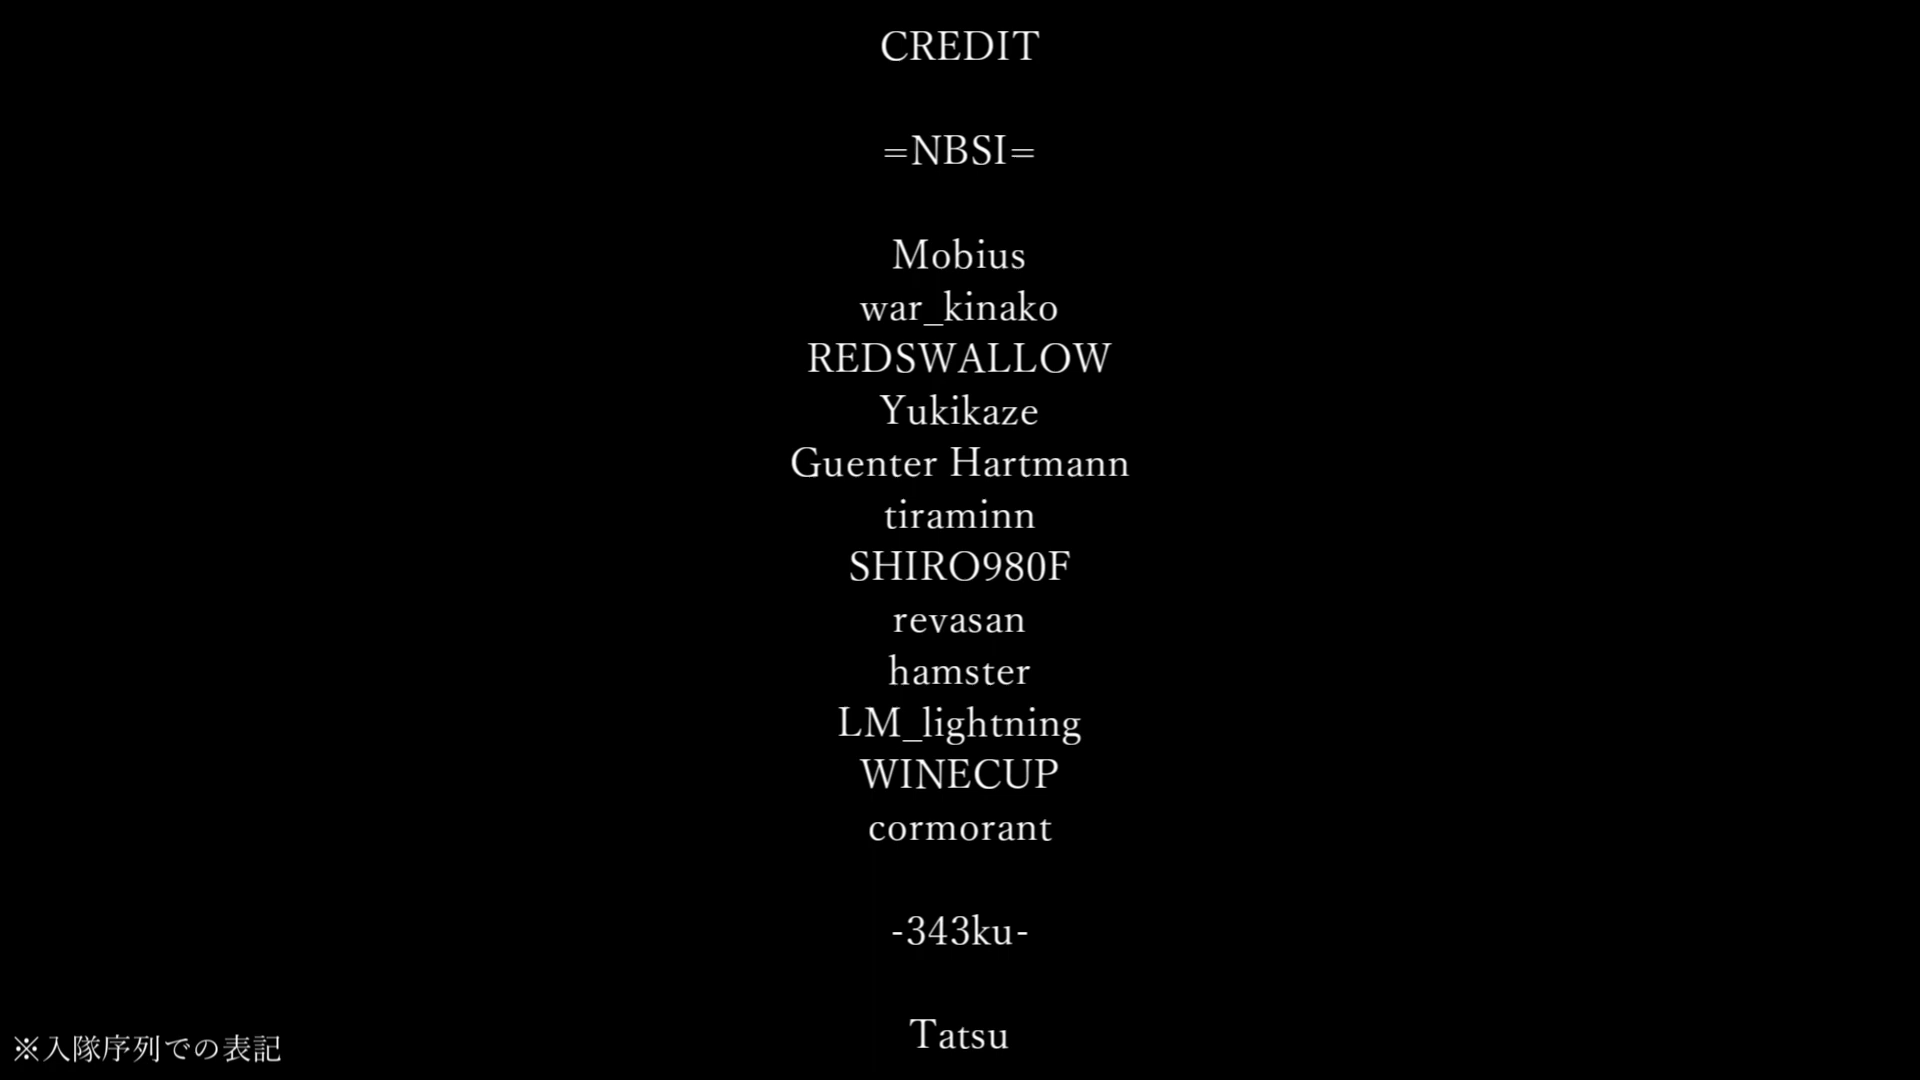 CREDIT
=NBSI=
Mobius
war_kinako
REDSWALLOW
Yukikaze
Guenter Hartmann
tiraminn
SHIRO980F
revasan
hamster
LM_lightning
WINECUP
cormorant
-343ku-
Tatsu
※入隊序列での表記